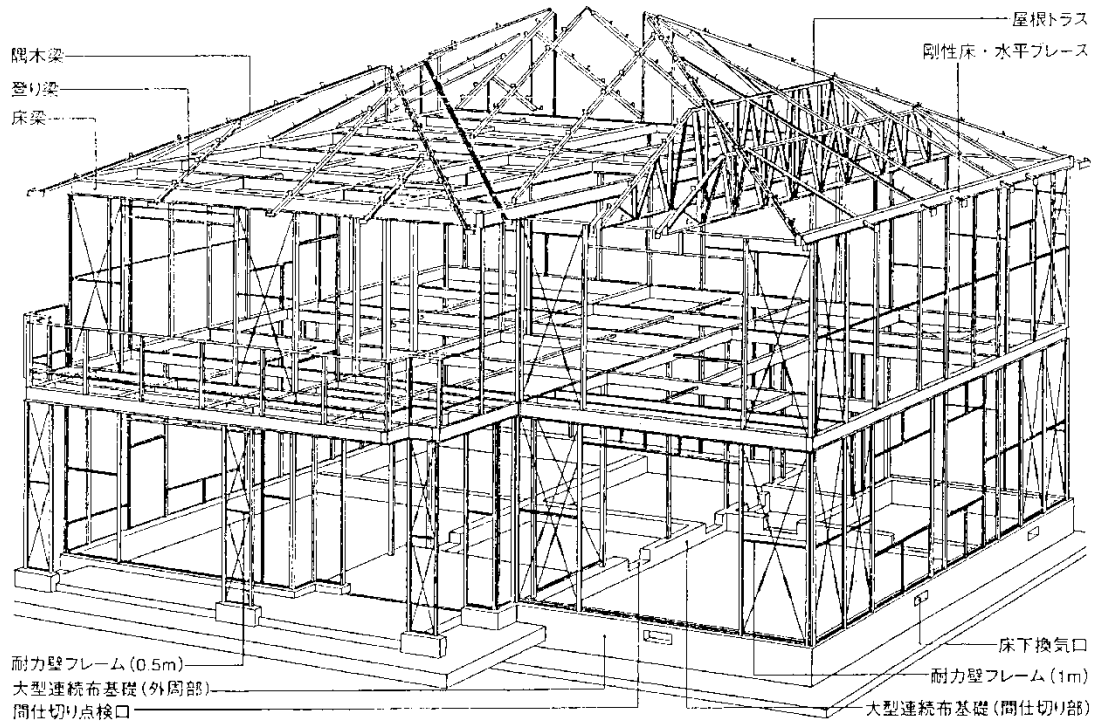 屋根トラス
剛性床・水平ブレース
隅木梁
登り梁
床梁
耐力壁フレーム(0.5m)
大型連続布基礎(外周部)
間仕切り点検口
床下換気口
耐力壁フレーム(1m)
大型連続布基礎(間仕切り部)